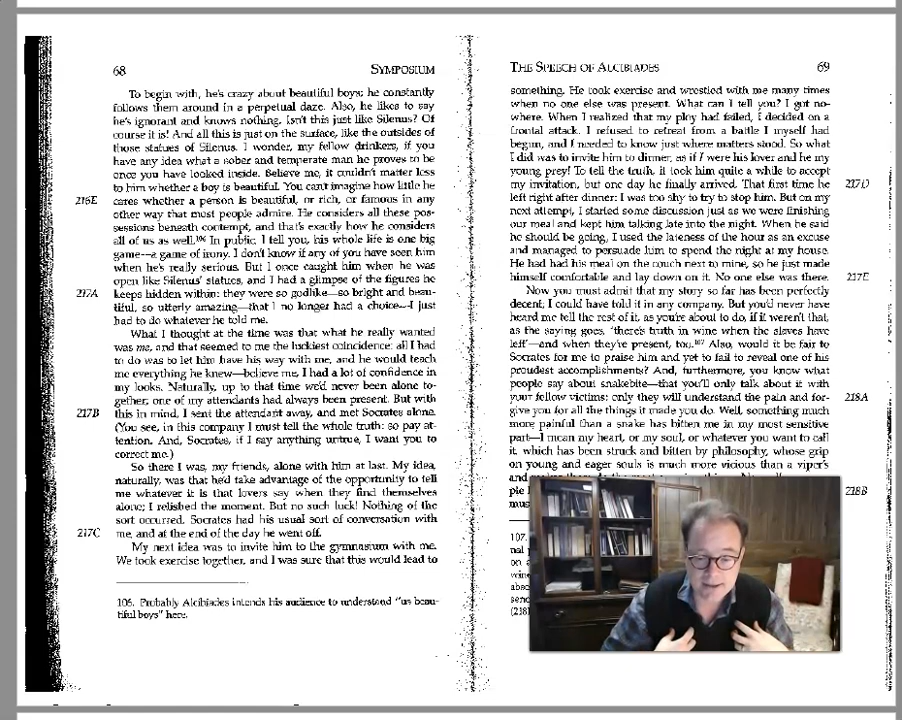 68
SYMPOSIUM
To begin with, he's crazy about beautiful boys; he constantly
follows them around in a perpetual daze. Also, he likes to say
he's ignorant and knows nothing. Isn't this just like Silenus? Of
course it is! And all this is just on the surface, like the outsides of
those statues of Silenus. I wonder, my fellow drinkers, if you
have any idea what a sober and temperate man he proves to be
once you have looked inside. Believe me, it couldn't matter less
to him whether a boy is beautiful. You can't imagine how little he
216E cares whether a person is beautiful, or rich, or famous in any
other way that most people admire. He considers all these pos-
sessions beneath contempt, and that's exactly how he considers
all of us as well.106 In public, I tell you, his whole life is one big
game—a game of irony. I don't know if any of you have seen him
when he's really serious. But I once caught him when he was
open like Silenus' statues, and I had a glimpse of the figures he
217A keeps hidden within: they were so godlike—so bright and beau-
tiful, so utterly amazing—that I no longer had a choice—I just
had to do whatever he told me.
What I thought at the time was that what he really wanted
was me, and that seemed to me the luckiest coincidence: all I had
to do was to let him have his way with me, and he would teach
me everything he knew—believe me, I had a lot of confidence in
my looks. Naturally, up to that time we'd never been alone to-
gether; one of my attendants had always been present. But with
217B this in mind, I sent the attendant away, and met Socrates alone.
(You see, in this company I must tell the whole truth: so pay at-
tention. And, Socrates, if I say anything untrue, I want you to
correct me.)
So there I was, my friends, alone with him at last. My idea,
naturally, was that he'd take advantage of the opportunity to tell
me whatever it is that lovers say when they find themselves
alone; I relished the moment. But no such luck! Nothing of the
sort occurred. Socrates had his usual sort of conversation with
217C me, and at the end of the day he went off.
My next idea was to invite him to the gymnasium with me.
We took exercise together, and I was sure that this would lead to
106. Probably Alcibiades intends his audience to understand "us beau-
tiful boys" here.
THE SPEECH OF ALCIBIADES
69
something. He took exercise and wrestled with me many times
when no one else was present. What can I tell you? I got no-
where. When I realized that my ploy had failed, I decided on a
frontal attack. I refused to retreat from a battle I myself had
begun, and I needed to know just where matters stood. So what
I did was to invite him to dinner, as if I were his lover and he my
young prey! To tell the truth, it took him quite a while to accept
my invitation, but one day he finally arrived. That first time he 217D
left right after dinner: I was too shy to try to stop him. But on my
next attempt, I started some discussion just as we were finishing
our meal and kept him talking late into the night. When he said
he should be going, I used the lateness of the hour as an excuse
and managed to persuade him to spend the night at my house.
He had had his meal on the couch next to mine, so he just made
himself comfortable and lay down on it. No one else was there. 217E
Now you must admit that my story so far has been perfectly
decent; I could have told it in any company. But you'd never have
heard me tell the rest of it, as you're about to do, if it weren't that,
as the saying goes, 'there's truth in wine when the slaves have
left'—and when they're present, too.107 Also, would it be fair to
Socrates for me to praise him and yet to fail to reveal one of his
proudest accomplishments? And, furthermore, you know what
people say about snakebite—that you'll only talk about it with
your fellow victims: only they will understand the pain and for- 218A
give you for all the things it made you do. Well, something much
more painful than a snake has bitten me in my most sensitive
part—I mean my heart, or my soul, or whatever you want to call
it, which has been struck and bitten by philosophy, whose grip
on young and eager souls is much more vicious than a viper's
and
218B
107.
(218)